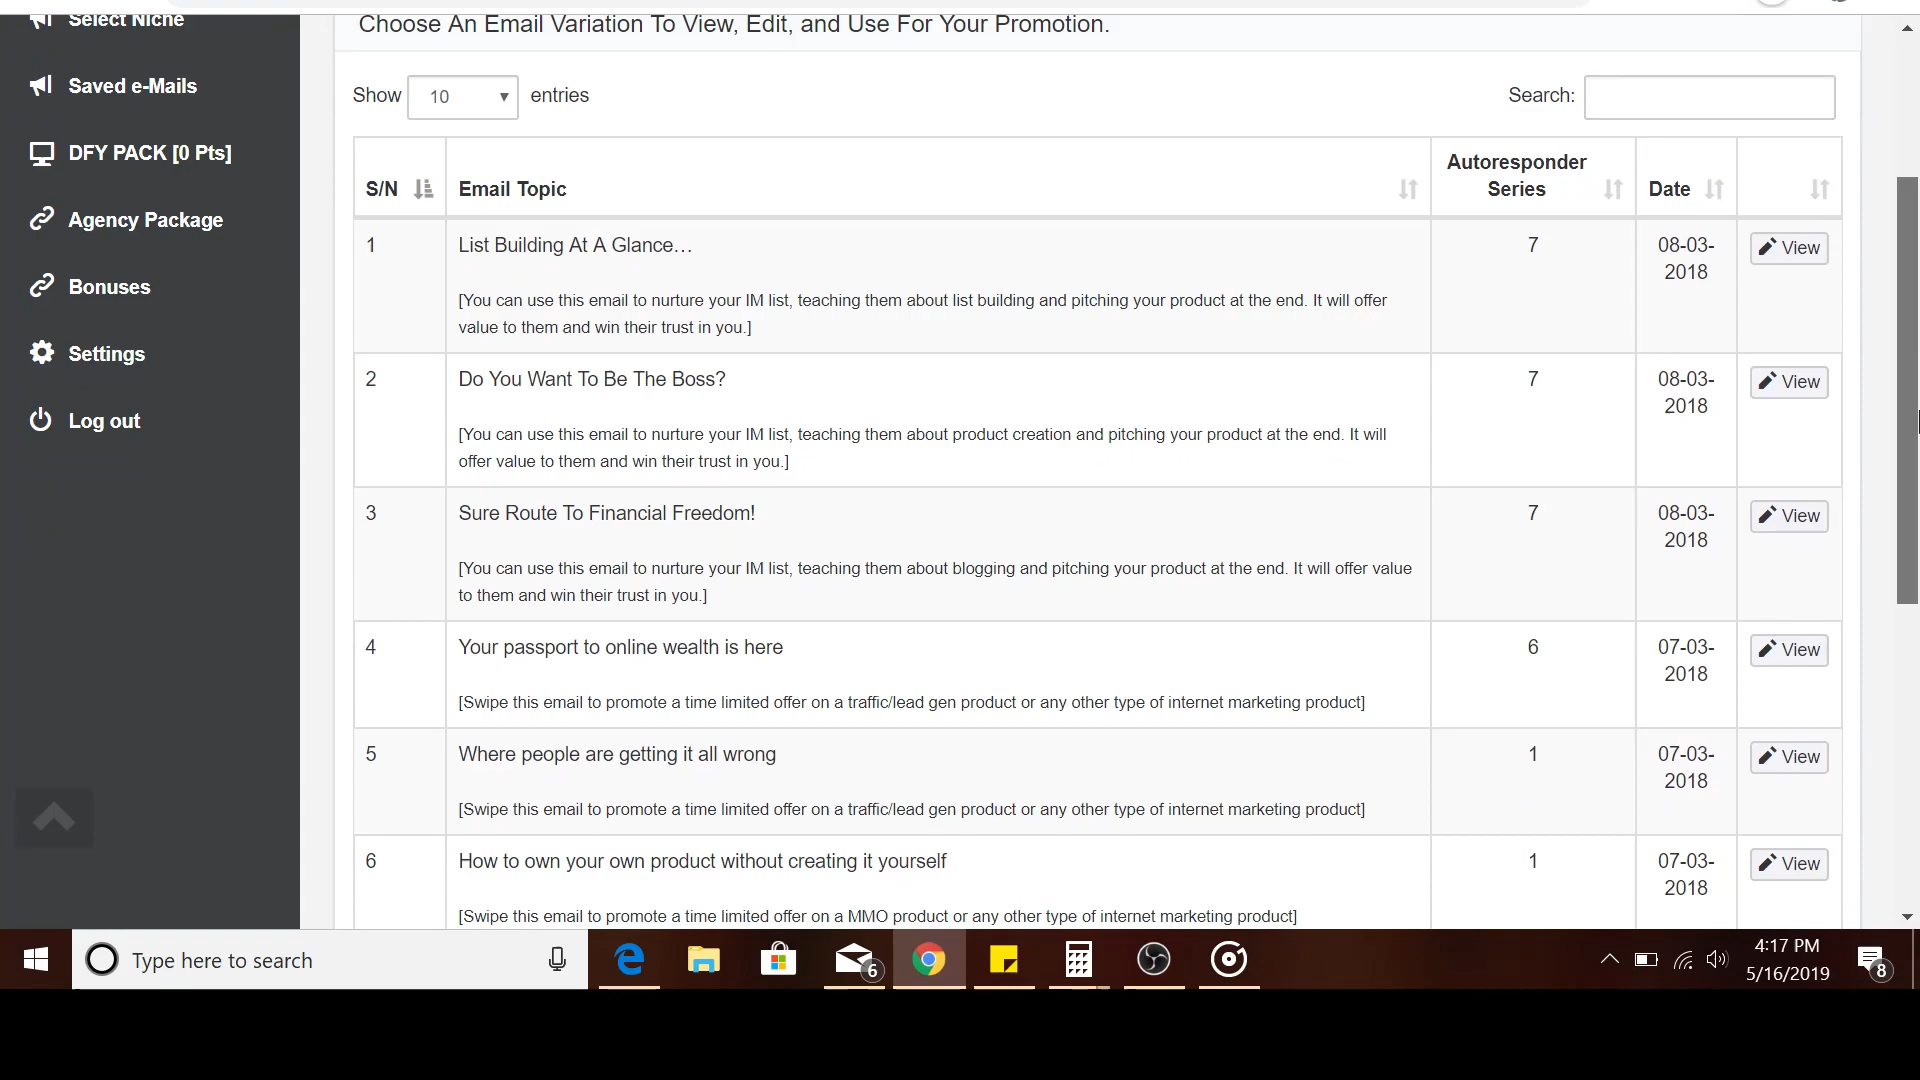 Select Niche
Choose An Email Variation To View, Edit, and Use For Your Promotion.
Saved e-Mails
DFY PACK [0 Pts]
Agency Package
Bonuses
Settings
Log out
Show 10 entries
Search:
S/N Email Topic Autoresponder Series Date
1 List Building At A Glance... 7 08-03-2018 View
[You can use this email to nurture your IM list, teaching them about list building and pitching your product at the end. It will offer
value to them and win their trust in you.]
2 Do You Want To Be The Boss? 7 08-03-2018 View
[You can use this email to nurture your IM list, teaching them about product creation and pitching your product at the end. It will
offer value to them and win their trust in you.]
3 Sure Route To Financial Freedom! 7 08-03-2018 View
[You can use this email to nurture your IM list, teaching them about blogging and pitching your product at the end. It will offer value
to them and win their trust in you.]
4 Your passport to online wealth is here 6 07-03-2018 View
[Swipe this email to promote a time limited offer on a traffic/lead gen product or any other type of internet marketing product]
5 Where people are getting it all wrong 1 07-03-2018 View
[Swipe this email to promote a time limited offer on a traffic/lead gen product or any other type of internet marketing product]
6 How to own your own product without creating it yourself 1 07-03-2018 View
[Swipe this email to promote a time limited offer on a MMO product or any other type of internet marketing product]
Type here to search
6
4:17 PM
5/16/2019
8